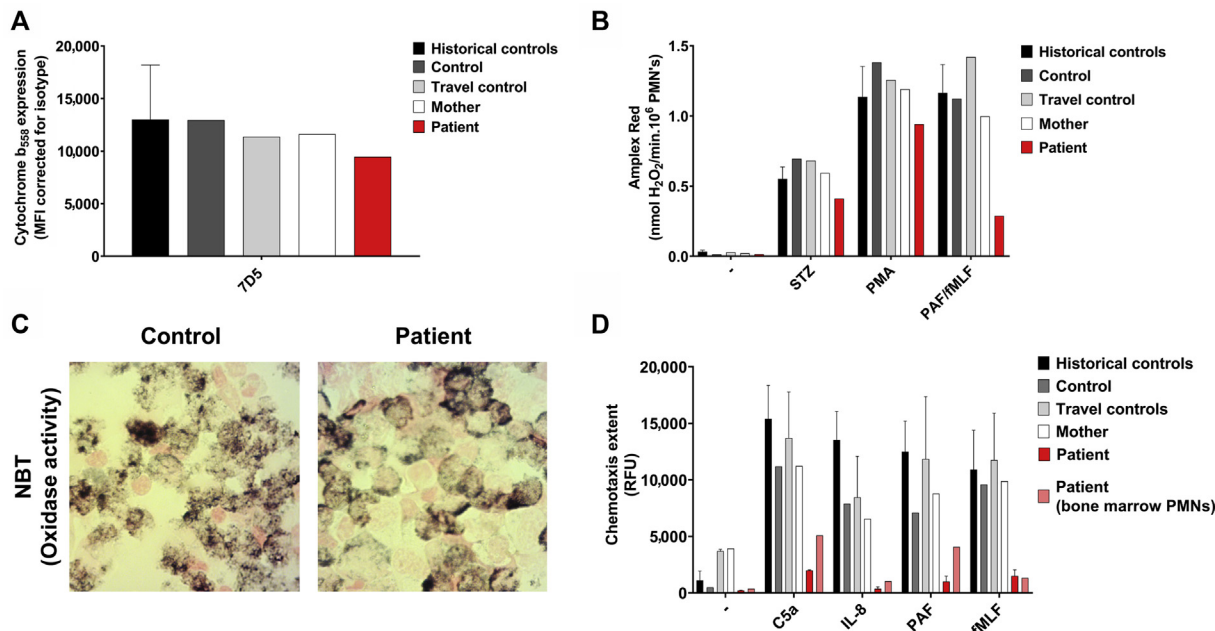 A
Cytochrome b558 expression
(MFI corrected for isotype)
20,000
15,000
10,000
5,000
0
7D5
Historical controls
Control
Travel control
Mother
Patient
B
Amplex Red
(nmol H2O2/min.10^6 PMN's)
1.5
1.0
0.5
0.0
-
STZ
PMA
PAF/fMLF
Historical controls
Control
Travel control
Mother
Patient
C
Control
Patient
NBT
(Oxidase activity)
D
Chemotaxis extent
(RFU)
20,000
15,000
10,000
5,000
0
-
C5a
IL-8
PAF
fMLF
Historical controls
Control
Travel controls
Mother
Patient
Patient
(bone marrow PMNs)